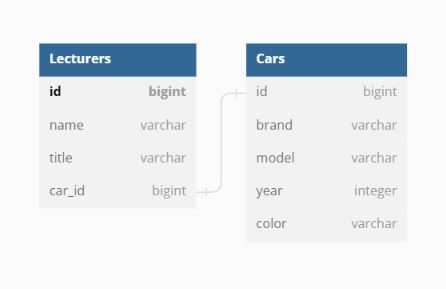 Lecturers
id bigint
name varchar
title varchar
car_id bigint
Cars
id bigint
brand varchar
model varchar
year integer
color varchar